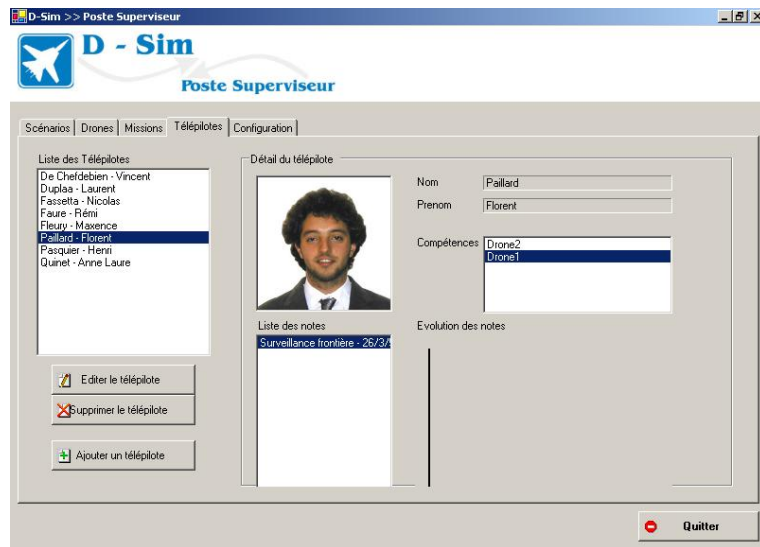 D-Sim >> Poste Superviseur
D - Sim
Poste Superviseur
Scénarios Drones Missions Télépilotes Configuration
Liste des Télépilotes
De Chefdebien - Vincent
Duplaa - Laurent
Fassetta - Nicolas
Faure - Rémi
Fleury - Maxence
Paillard - Florent
Pasquier - Henri
Quinet - Anne Laure
Editer le télépilote
Supprimer le télépilote
Ajouter un télépilote
Détail du télépilote
Nom Paillard
Prenom Florent
Compétences Drone2
Drone1
Liste des notes
Surveillance frontière - 26/3/
Evolution des notes
Quitter